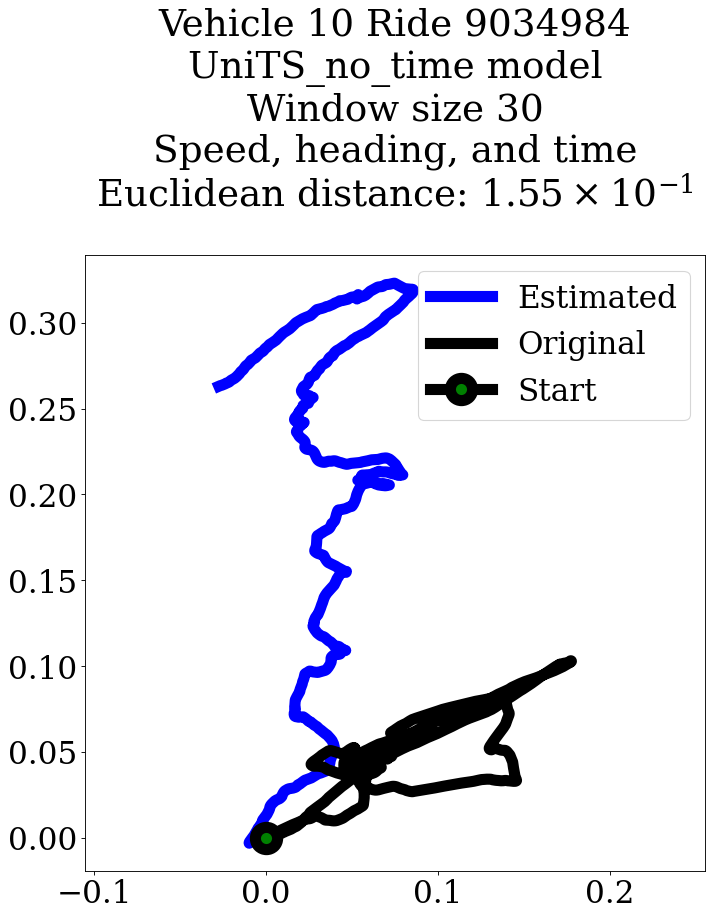 Vehicle 10 Ride 9034984
UniTS_no_time model
Window size 30
Speed, heading, and time
Euclidean distance: 1.55 × 10⁻¹
Estimated
Original
Start
0.30
0.25
0.20
0.15
0.10
0.05
0.00
−0.1 0.0 0.1 0.2